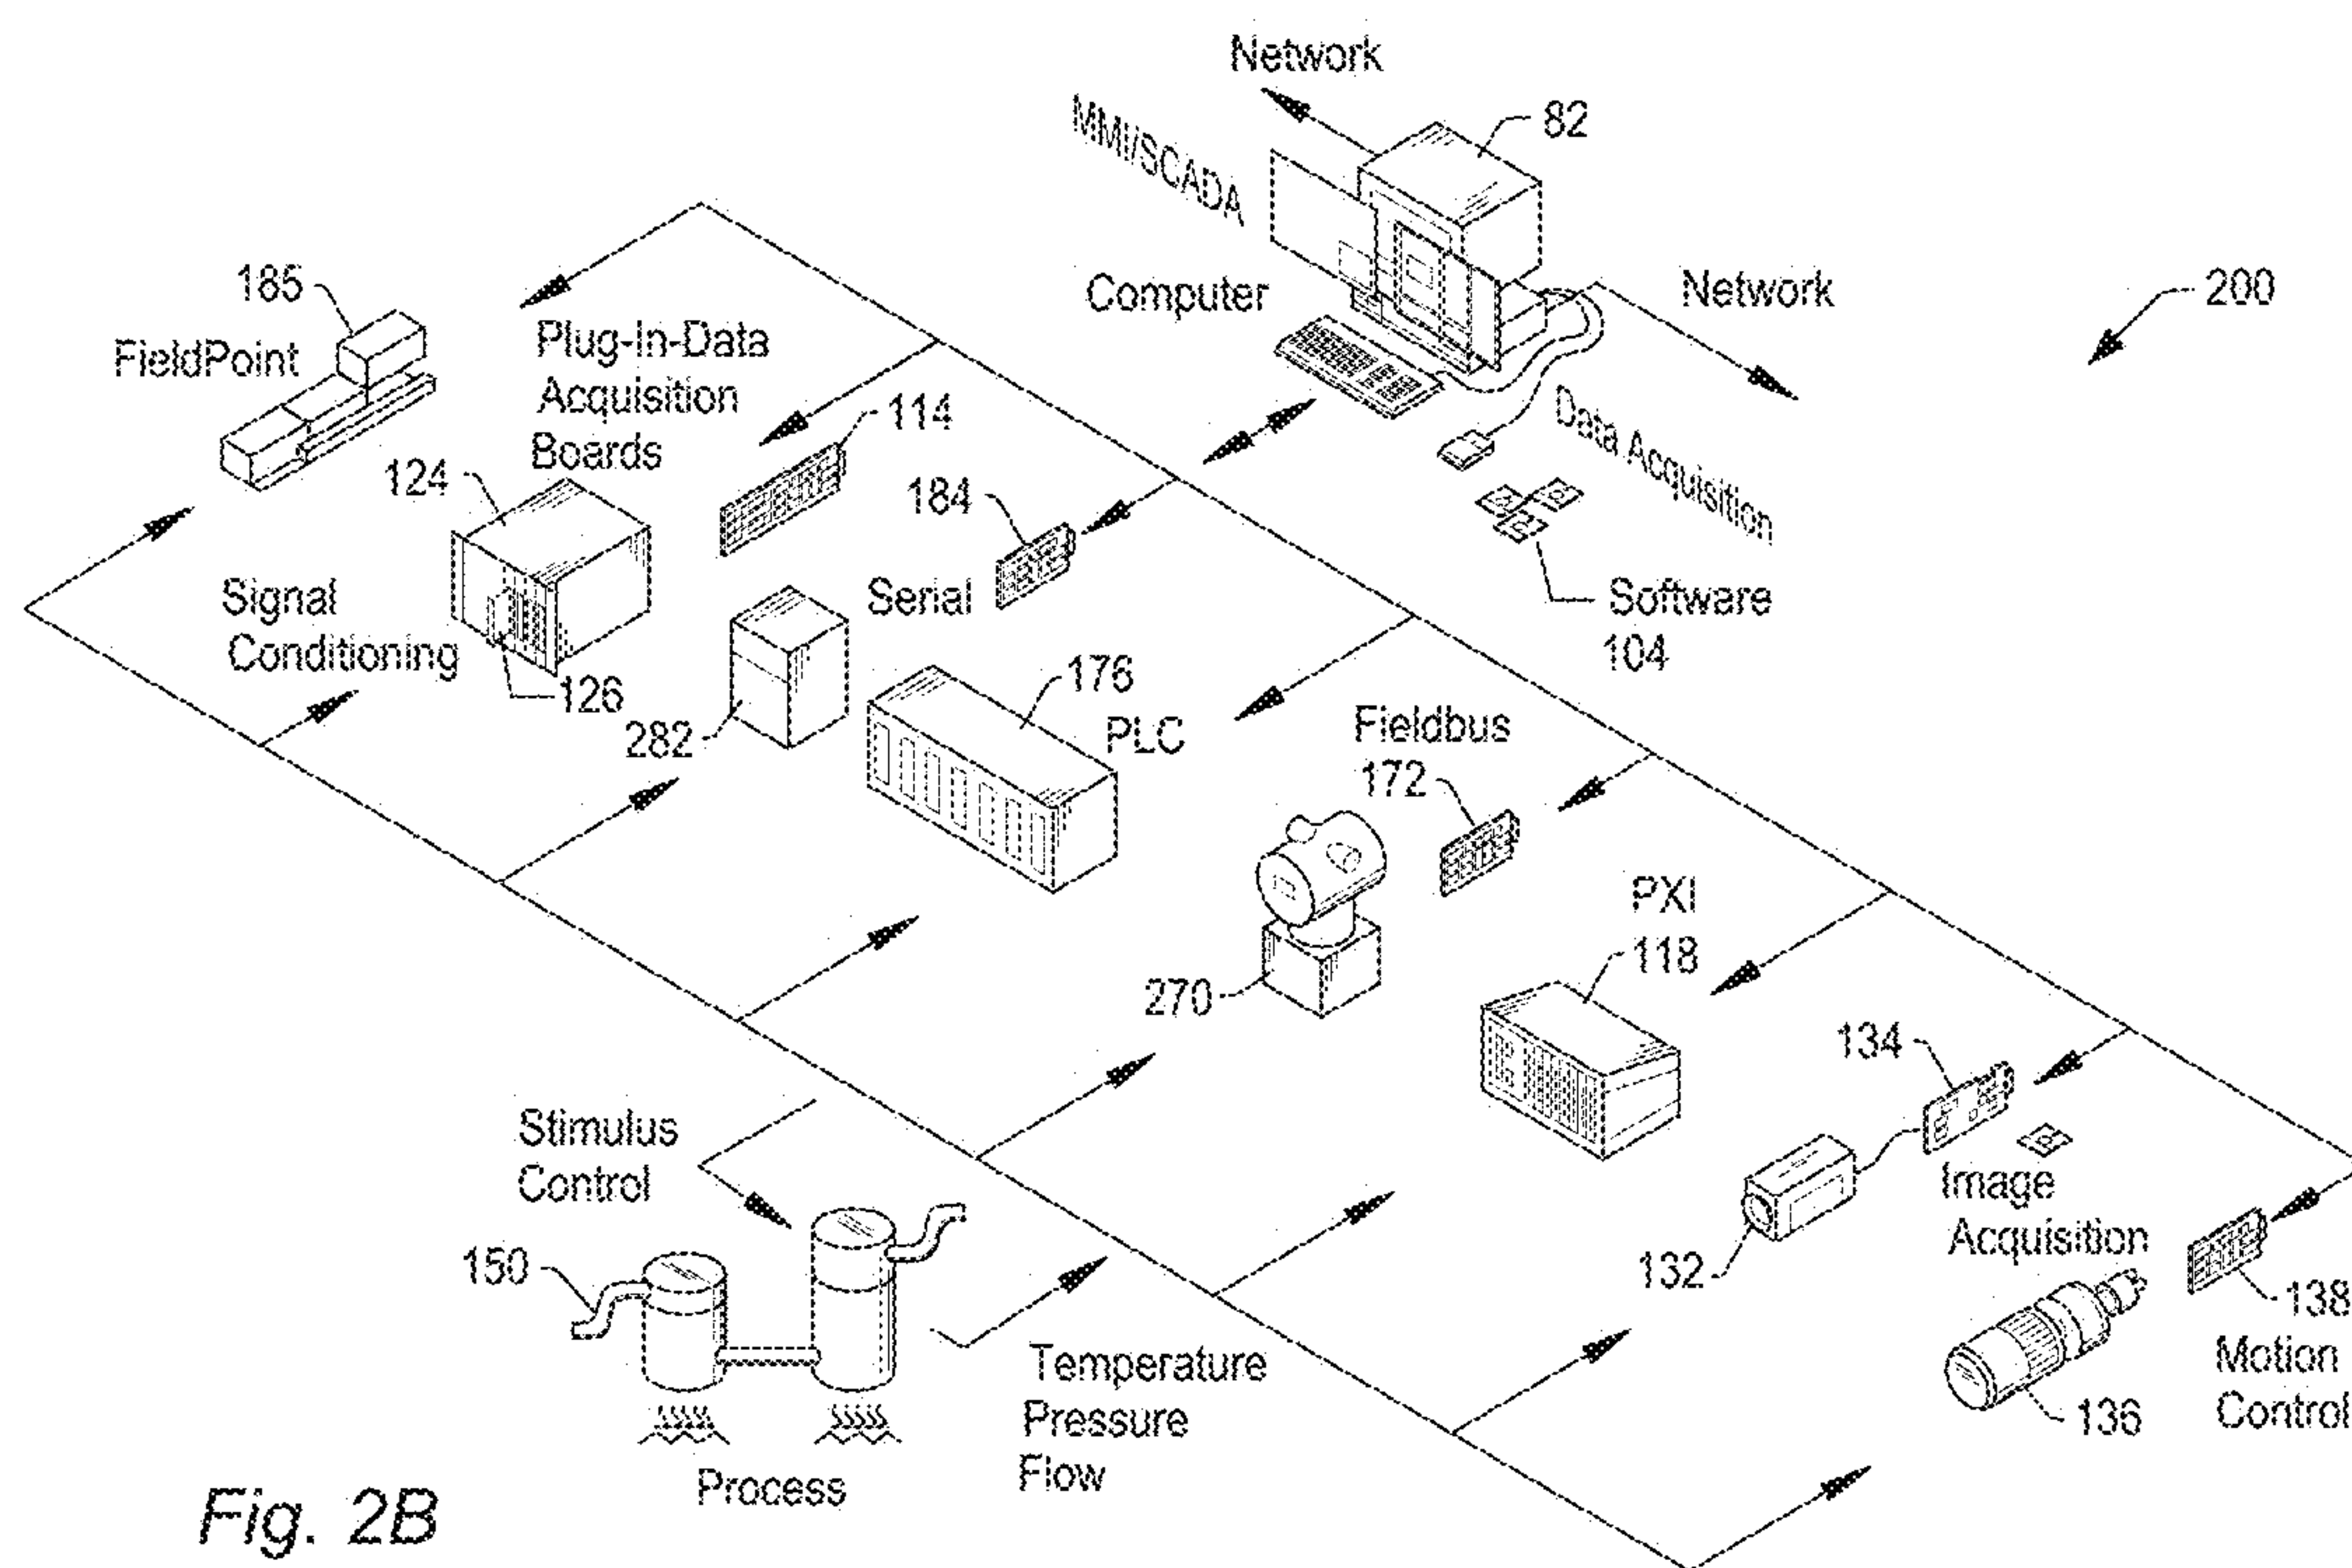 Network
82
MMI/SCADA
Computer
Network
200
185
FieldPoint
Plug-In-Data
Acquisition
Boards
114
124
184
Data Acquisition
Signal
Conditioning
126
Serial
Software
104
282
176
PLC
Fieldbus
172
270
PXI
118
134
Stimulus
Control
Image
Acquisition
132
150
138
Motion
Control
136
Temperature
Pressure
Flow
Process
Fig. 2B